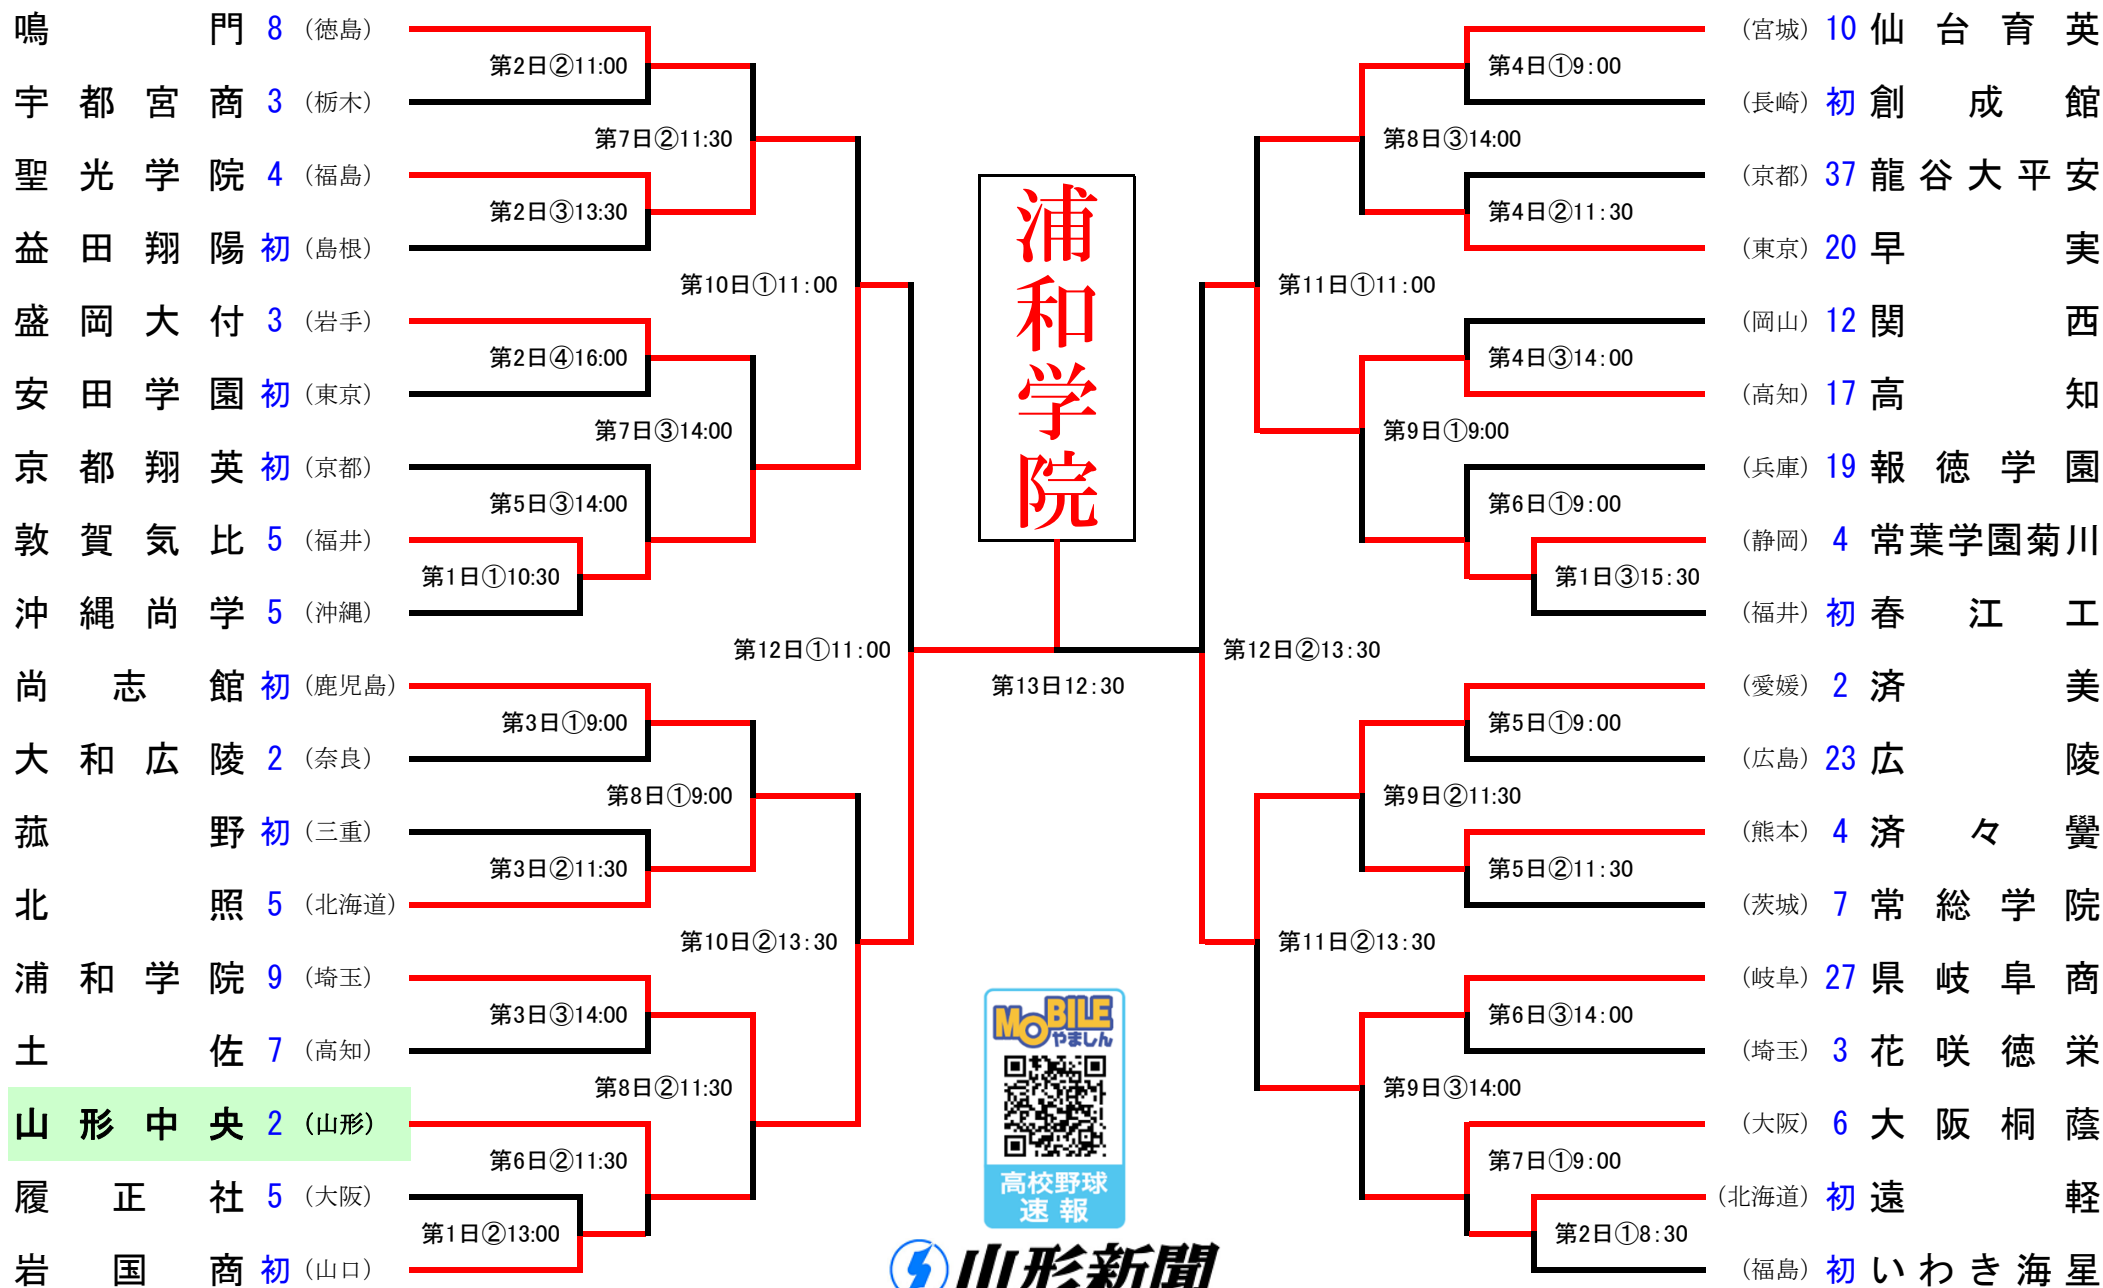 鳴門 8 (徳島)
第2日②11:00
宇都宮商 3 (栃木)
第7日②11:30
聖光学院 4 (福島)
第2日③13:30
益田翔陽 初 (島根)
第10日①11:00
盛岡大付 3 (岩手)
第2日④16:00
安田学園 初 (東京)
第7日③14:00
京都翔英 初 (京都)
第5日③14:00
敦賀気比 5 (福井)
第1日①10:30
沖縄尚学 5 (沖縄)
第12日①11:00
尚志館 初 (鹿児島)
第3日①9:00
大和広陵 2 (奈良)
第8日①9:00
菰野 初 (三重)
第3日②11:30
北照 5 (北海道)
第10日②13:30
浦和学院 9 (埼玉)
第3日③14:00
土佐 7 (高知)
第8日②11:30
山形中央 2 (山形)
第6日②11:30
履正社 5 (大阪)
第1日②13:00
岩国商 初 (山口)
浦和学院
第13日12:30
MOBILE
やましん
高校野球
速報
山形新聞
(宮城) 10 仙台育英
第4日①9:00
(長崎) 初 創成館
第8日③14:00
(京都) 37 龍谷大平安
第4日②11:30
(東京) 20 早実
第11日①11:00
(岡山) 12 関西
第4日③14:00
(高知) 17 高知
第9日①9:00
(兵庫) 19 報徳学園
第6日①9:00
(静岡) 4 常葉学園菊川
第1日③15:30
(福井) 初 春江工
第12日②13:30
(愛媛) 2 済美
第5日①9:00
(広島) 23 広陵
第9日②11:30
(熊本) 4 済々黌
第5日②11:30
(茨城) 7 常総学院
第11日②13:30
(岐阜) 27 県岐阜商
第6日③14:00
(埼玉) 3 花咲徳栄
第9日③14:00
(大阪) 6 大阪桐蔭
第7日①9:00
(北海道) 初 遠軽
第2日①8:30
(福島) 初 いわき海星